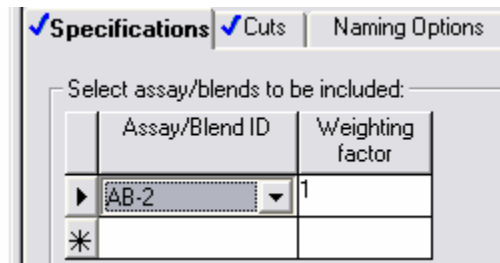 Specifications Cuts Naming Options
Select assay/blends to be included:
Assay/Blend ID Weighting factor
AB-2 1